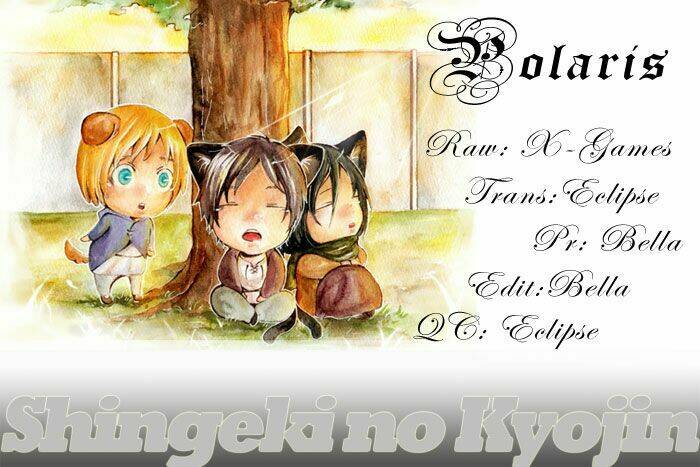 Polaris
Raw: X-Games
Trans:Eclipse
Pr: Bella
Edit:Bella
QC: Eclipse
Shingeki no Kyojin